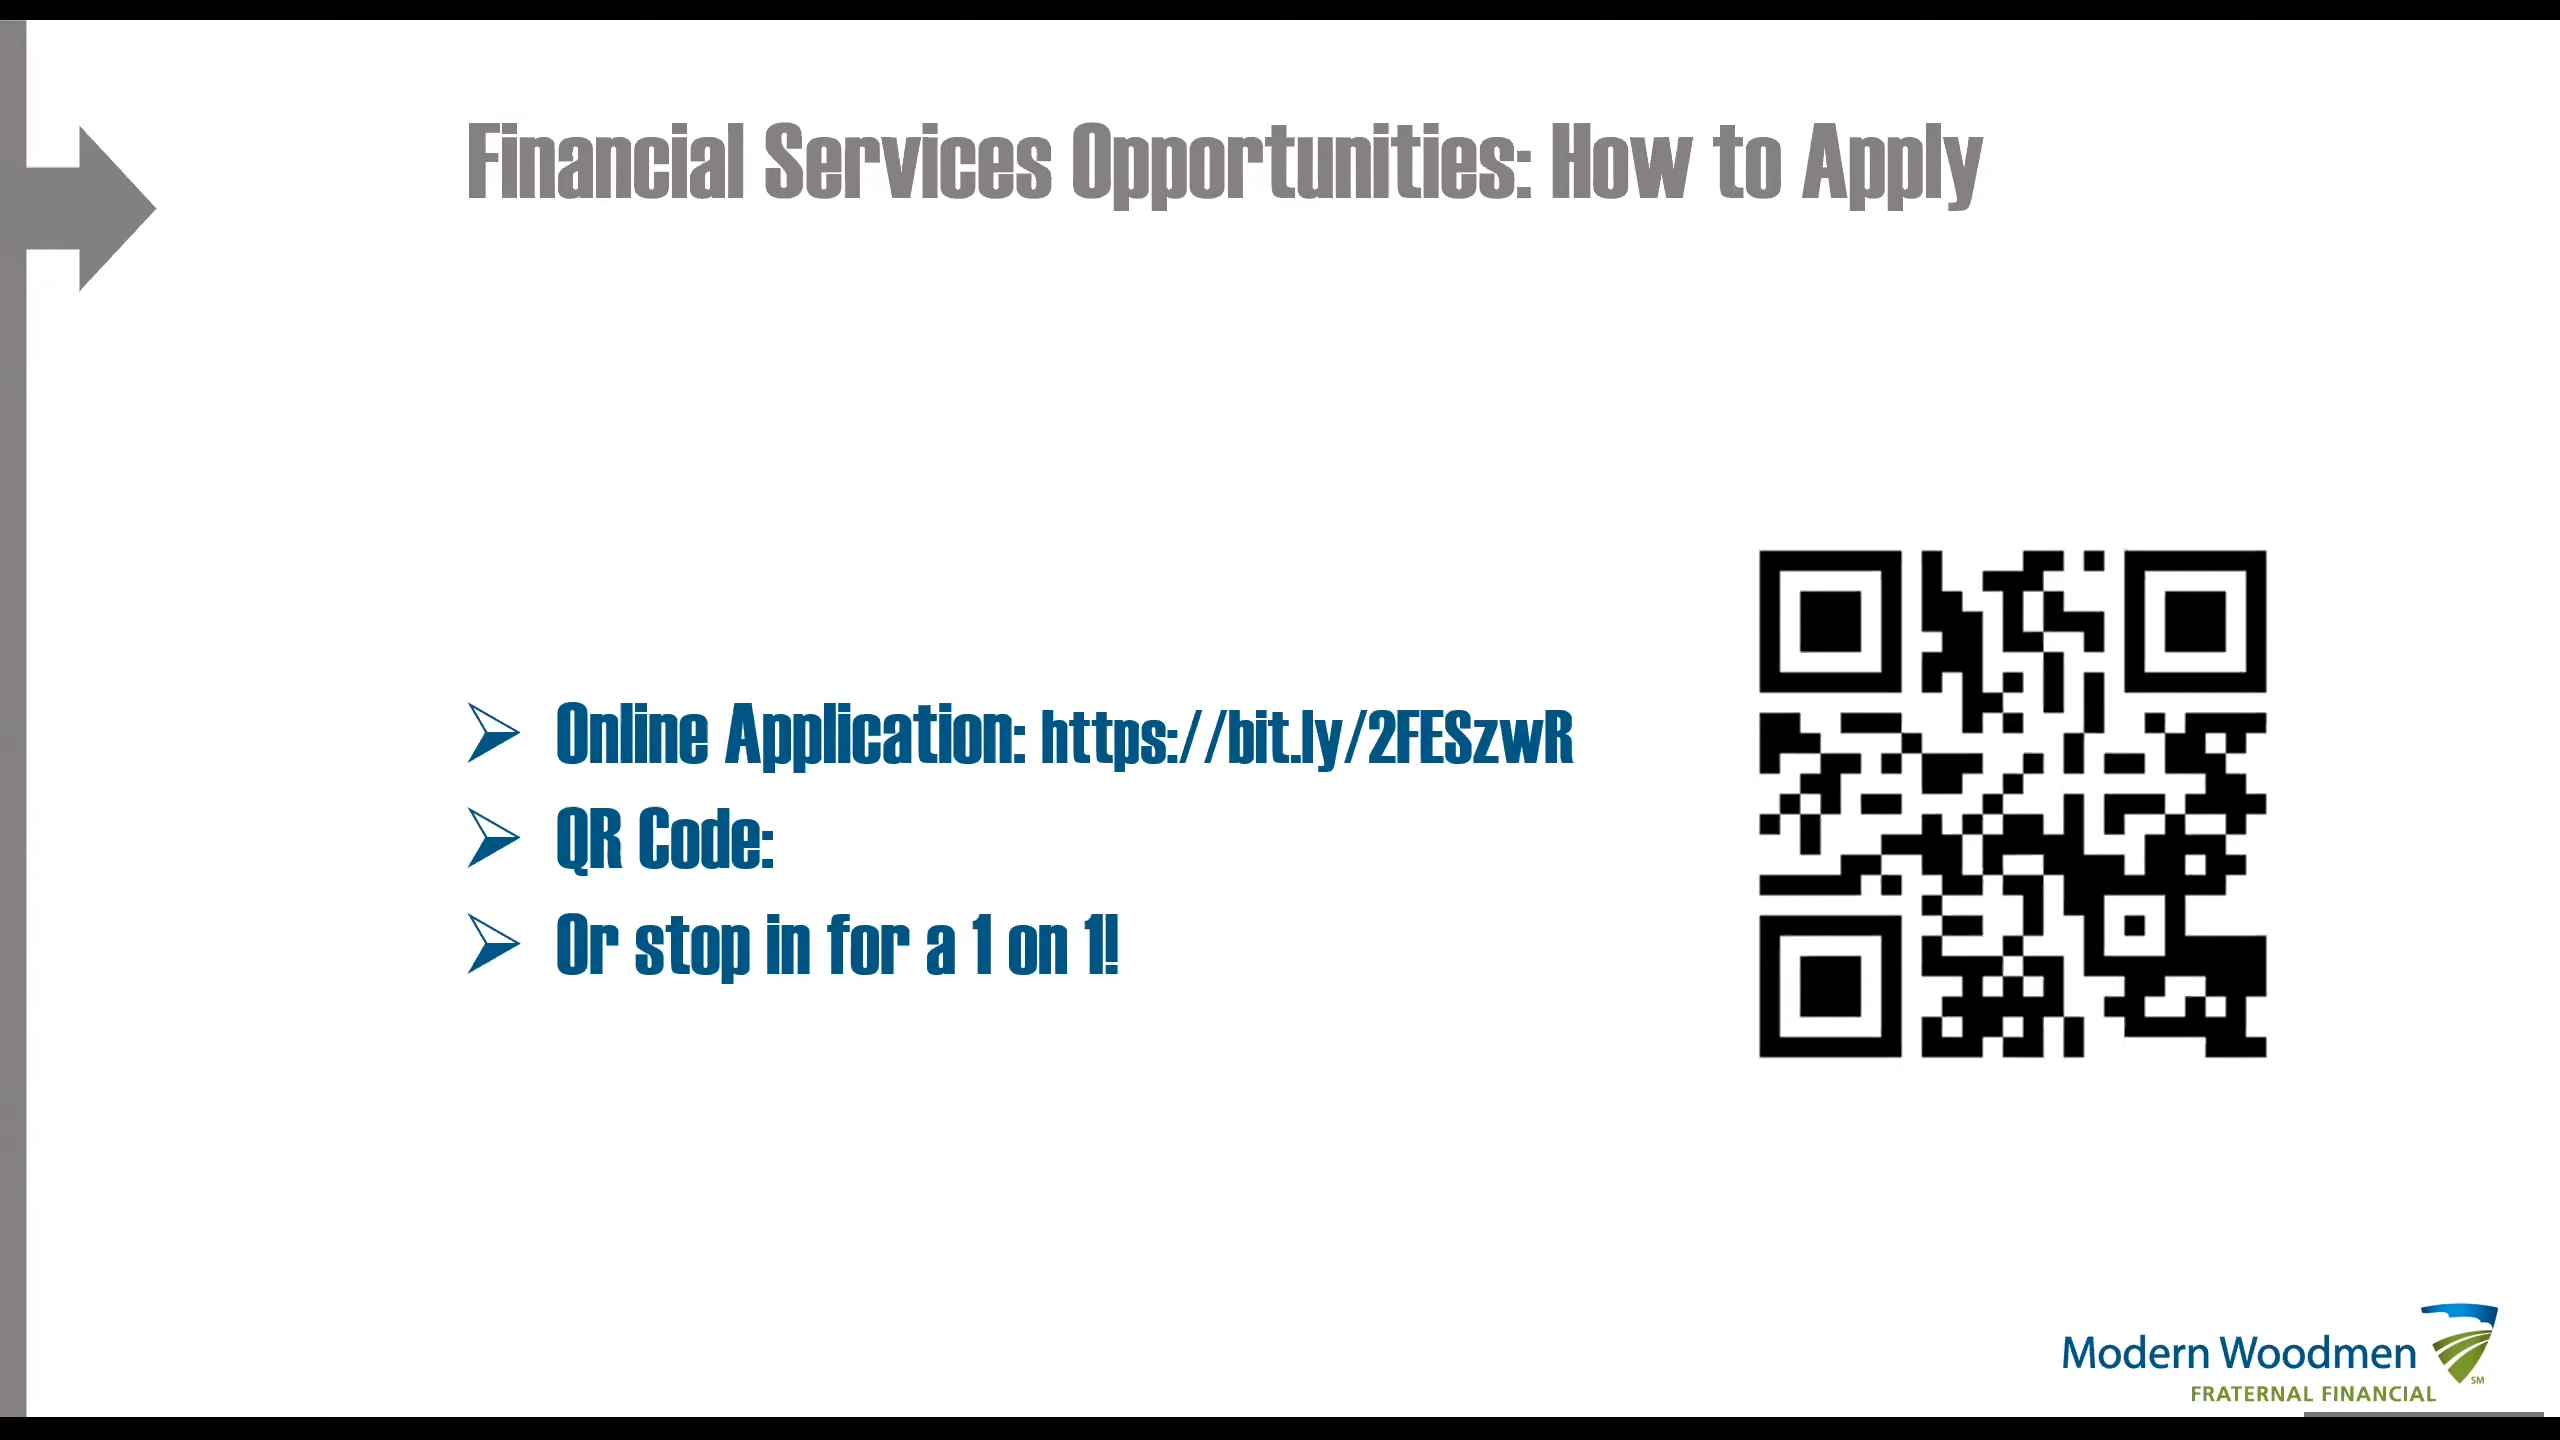 Financial Services Opportunities: How to Apply
Online Application: https://bit.ly/2FESzwR
QR Code:
Or stop in for a 1 on 1!
Modern Woodmen
SM
FRATERNAL FINANCIAL